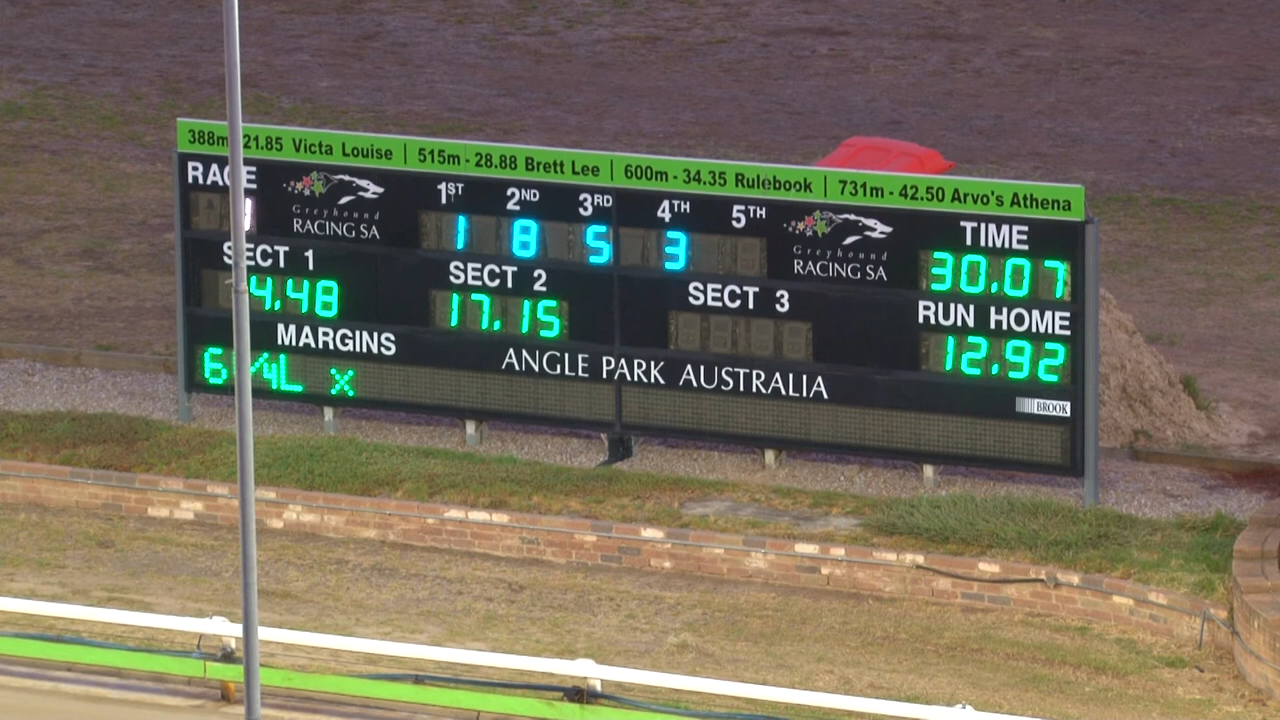 388m 21.85 Victa Louise | 515m - 28.88 Brett Lee | 600m - 34.35 Rulebook | 731m - 42.50 Arvo's Athena
RACE
Greyhound
RACING SA
1ST 2ND 3RD 4TH 5TH
1 8 5 3
Greyhound
RACING SA
TIME
30.07
SECT 1
4.48
SECT 2
17.15
SECT 3
RUN HOME
12.92
MARGINS
6 /4L x
ANGLE PARK AUSTRALIA
BROOK